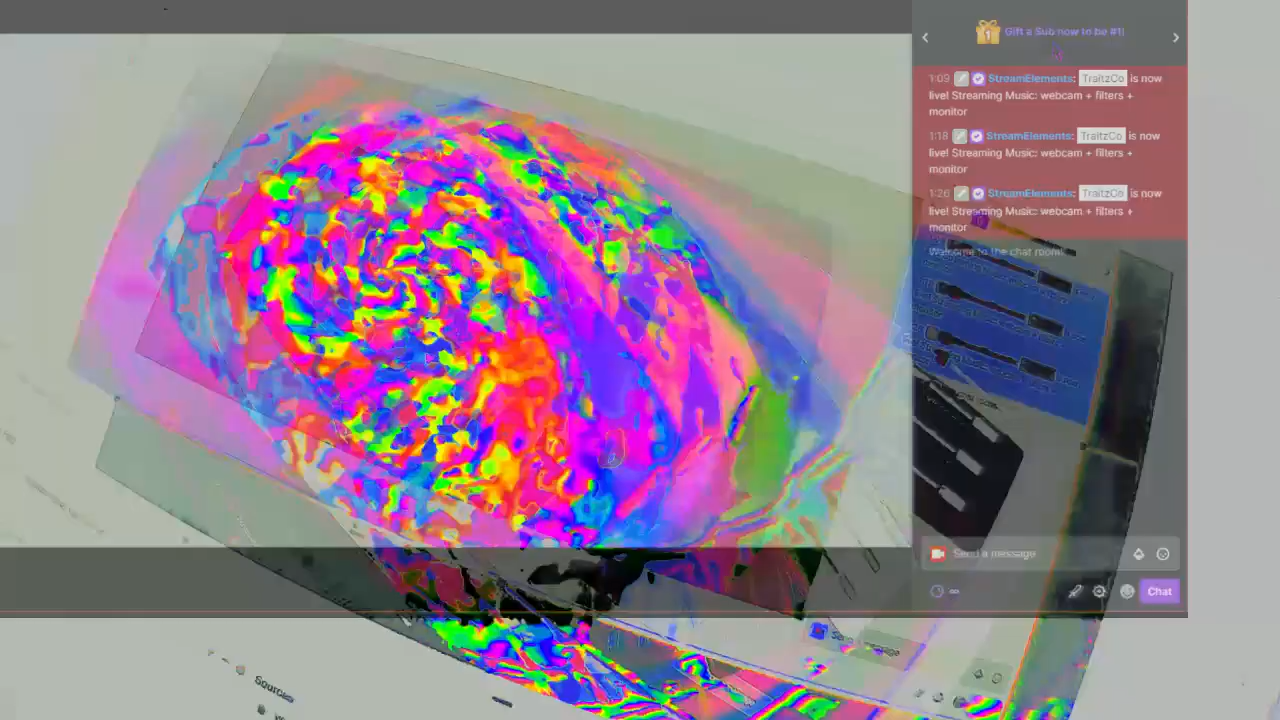 Gift a Sub now to be #1!
1:09 StreamElements: TraitzCo is now
live! Streaming Music: webcam + filters +
monitor
1:18 StreamElements: TraitzCo is now
live! Streaming Music: webcam + filters +
monitor
1:26 StreamElements: TraitzCo is now
live! Streaming Music: webcam + filters +
monitor
Welcome to the chat room!
Send a message
Chat
Sources